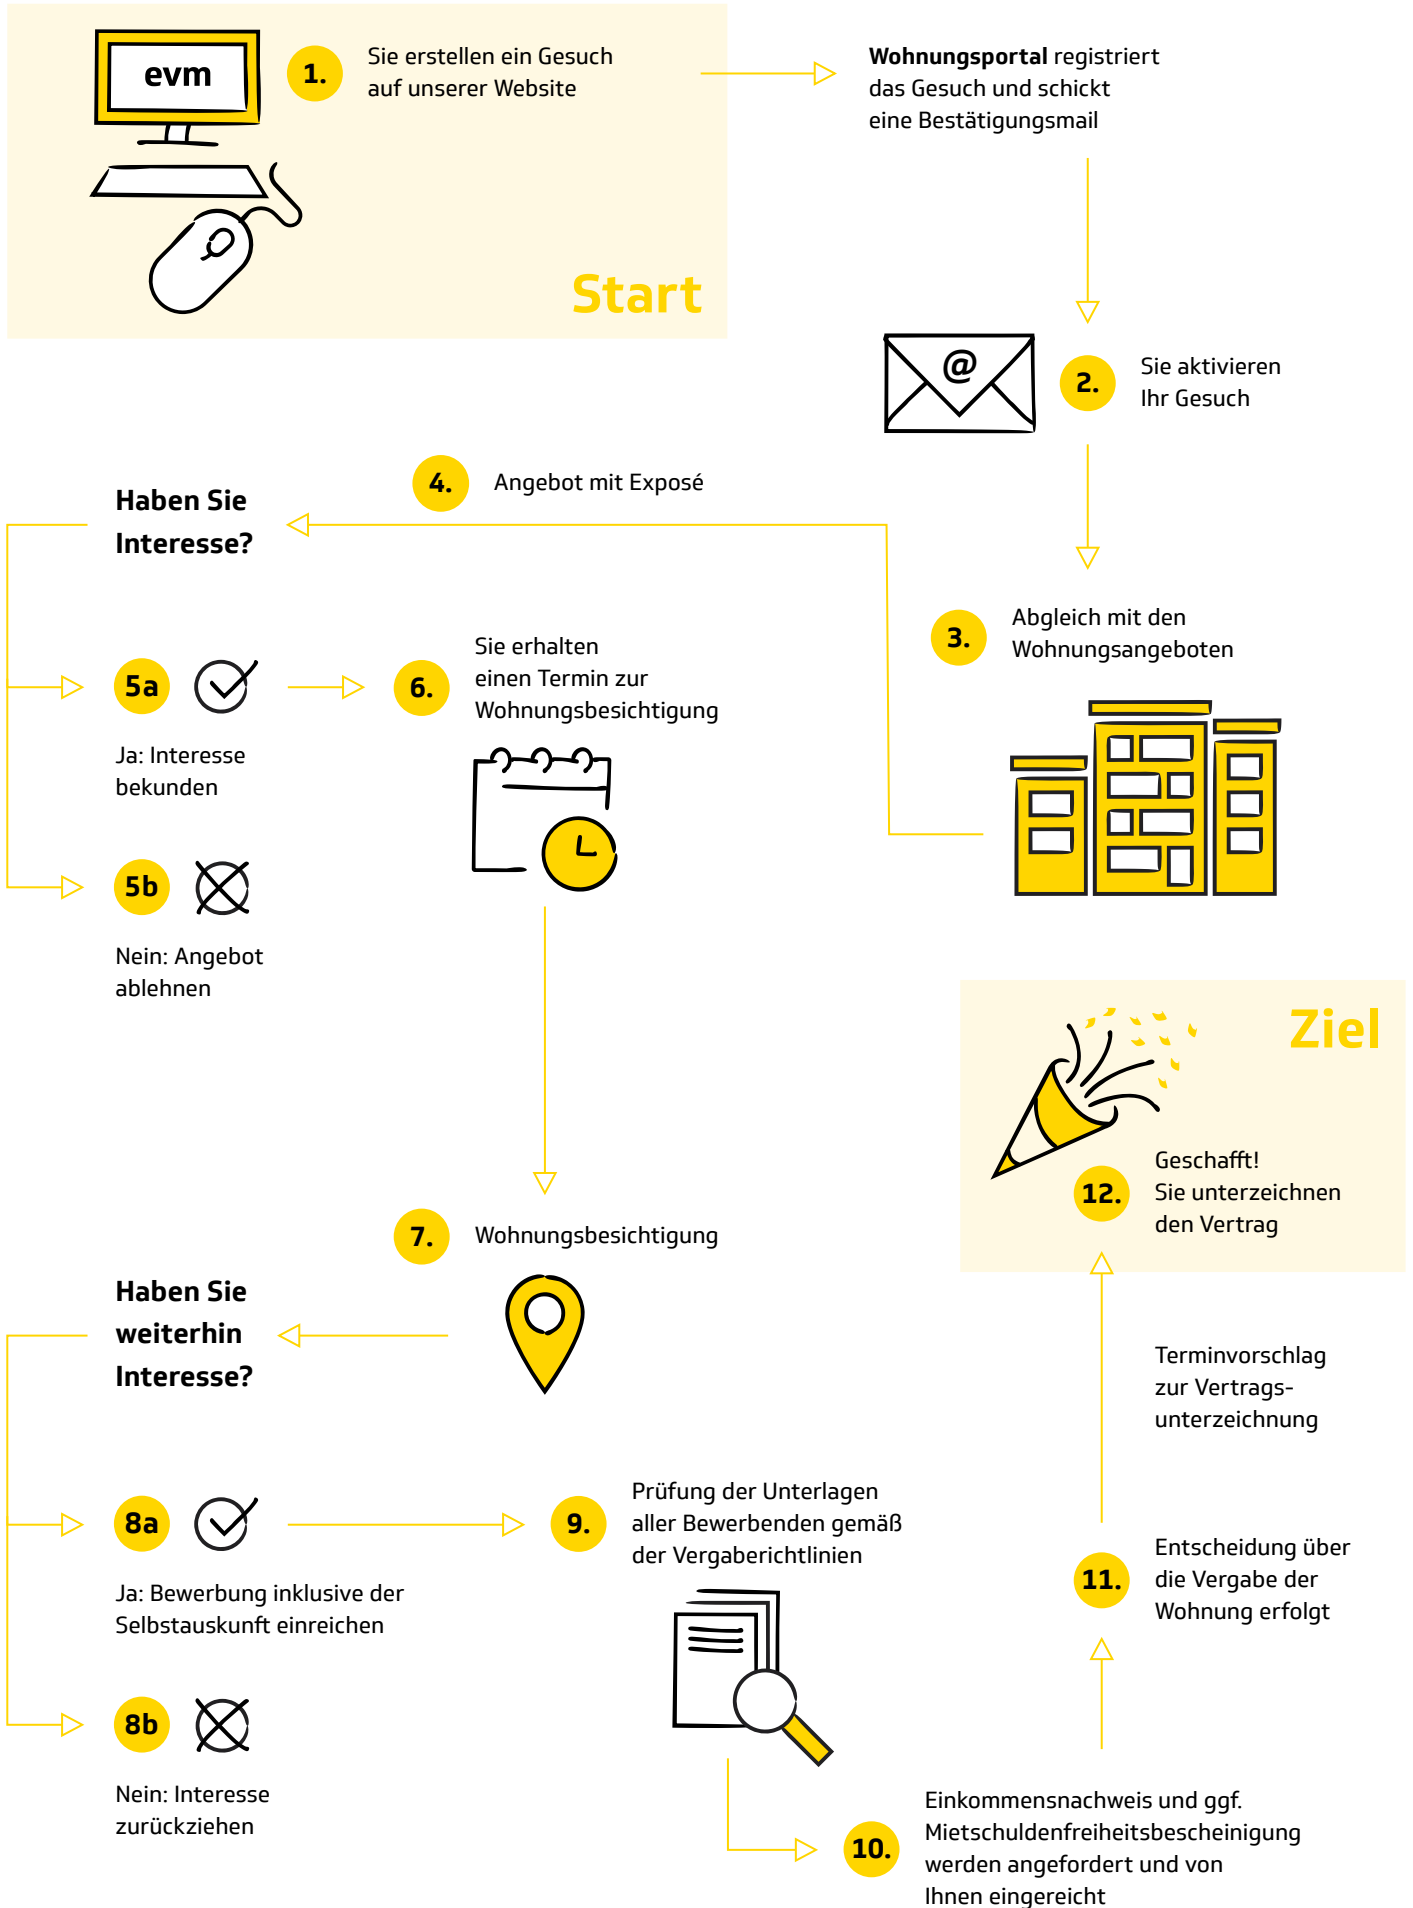 evm
1.
Sie erstellen ein Gesuch
auf unserer Website
Start
Wohnungsportal registriert
das Gesuch und schickt
eine Bestätigungsmail
@
2.
Sie aktivieren
Ihr Gesuch
3.
Abgleich mit den
Wohnungsangeboten
4.
Angebot mit Exposé
Haben Sie
Interesse?
5a
Ja: Interesse
bekunden
5b
Nein: Angebot
ablehnen
6.
Sie erhalten
einen Termin zur
Wohnungsbesichtigung
7.
Wohnungsbesichtigung
Haben Sie
weiterhin
Interesse?
8a
Ja: Bewerbung inklusive der
Selbstauskunft einreichen
8b
Nein: Interesse
zurückziehen
9.
Prüfung der Unterlagen
aller Bewerbenden gemäß
der Vergaberichtlinien
10.
Einkommensnachweis und ggf.
Mietschuldenfreiheitsbescheinigung
werden angefordert und von
Ihnen eingereicht
11.
Entscheidung über
die Vergabe der
Wohnung erfolgt
Terminvorschlag
zur Vertrags-
unterzeichnung
12.
Geschafft!
Sie unterzeichnen
den Vertrag
Ziel